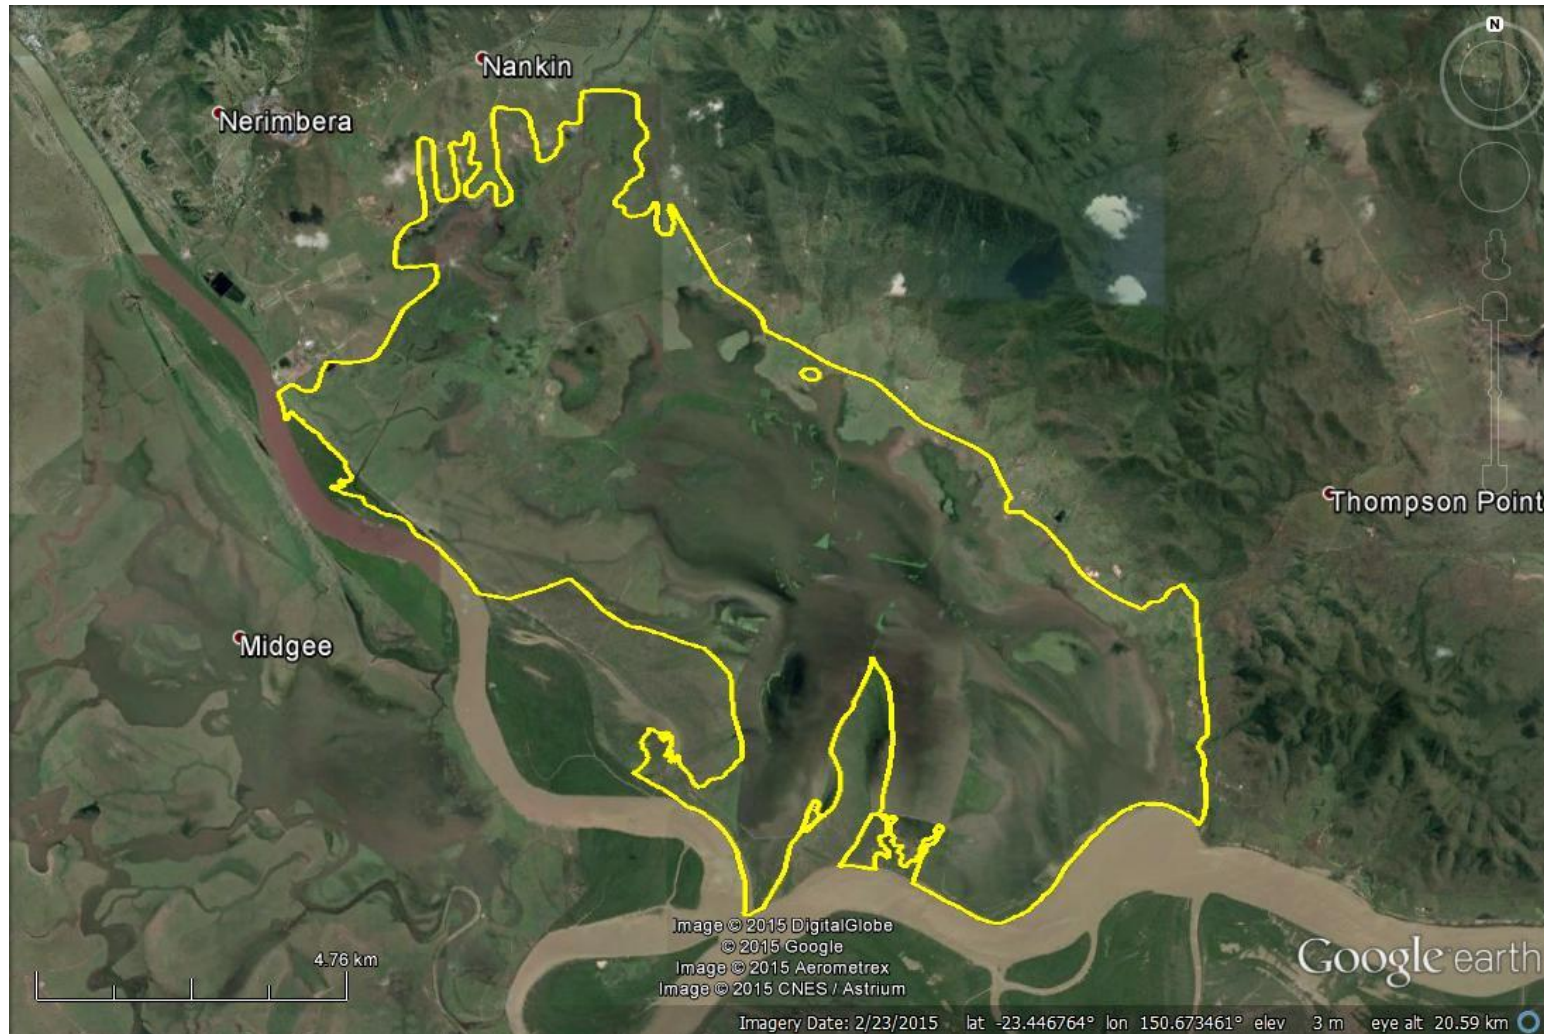 N
Nankin
Nerimbera
Thompson Point
Midgee
4.76 km
Image © 2015 DigitalGlobe
© 2015 Google
Image © 2015 Aerometrex
Image © 2015 CNES / Astrium
Google earth
Imagery Date: 2/23/2015 lat -23.446764° lon 150.673461° elev 3 m eye alt 20.59 km